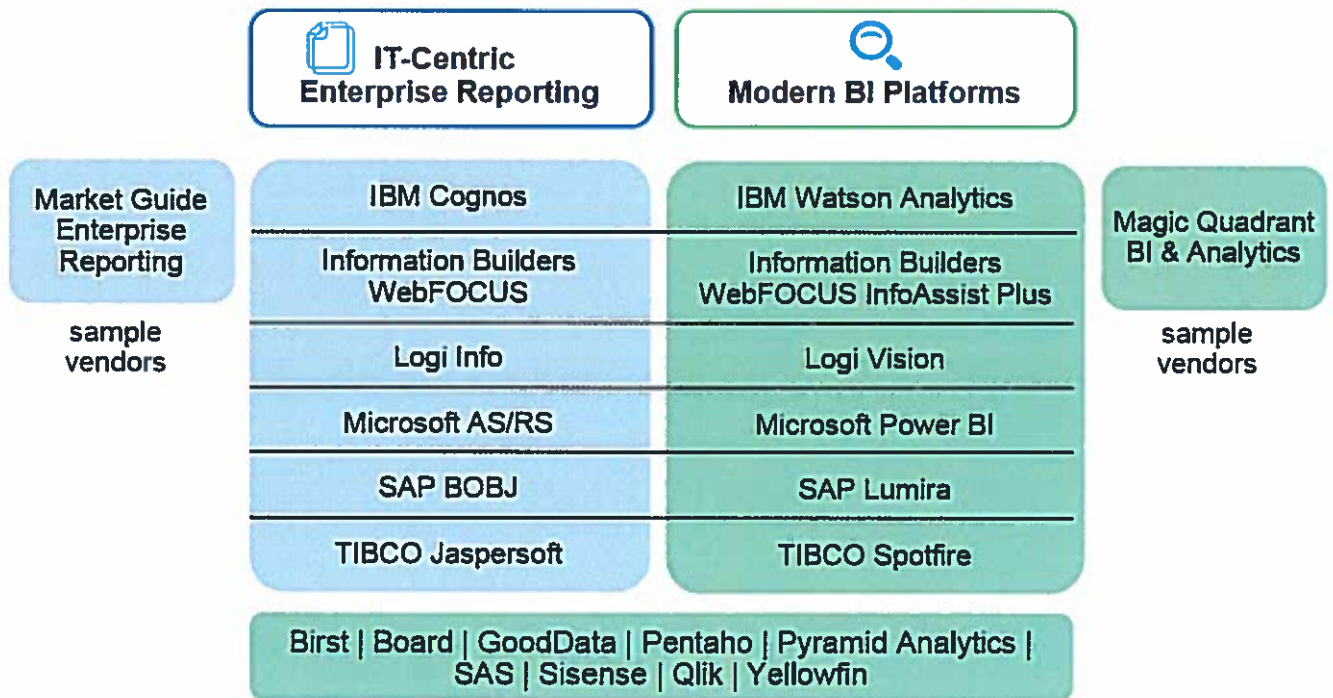 IT-Centric
Enterprise Reporting
Modern BI Platforms
Market Guide
Enterprise
Reporting
sample
vendors
IBM Cognos
IBM Watson Analytics
Information Builders
WebFOCUS
Information Builders
WebFOCUS InfoAssist Plus
Logi Info
Logi Vision
Microsoft AS/RS
Microsoft Power BI
SAP BOBJ
SAP Lumira
TIBCO Jaspersoft
TIBCO Spotfire
Magic Quadrant
BI & Analytics
sample
vendors
Birst | Board | GoodData | Pentaho | Pyramid Analytics |
SAS | Sisense | Qlik | Yellowfin